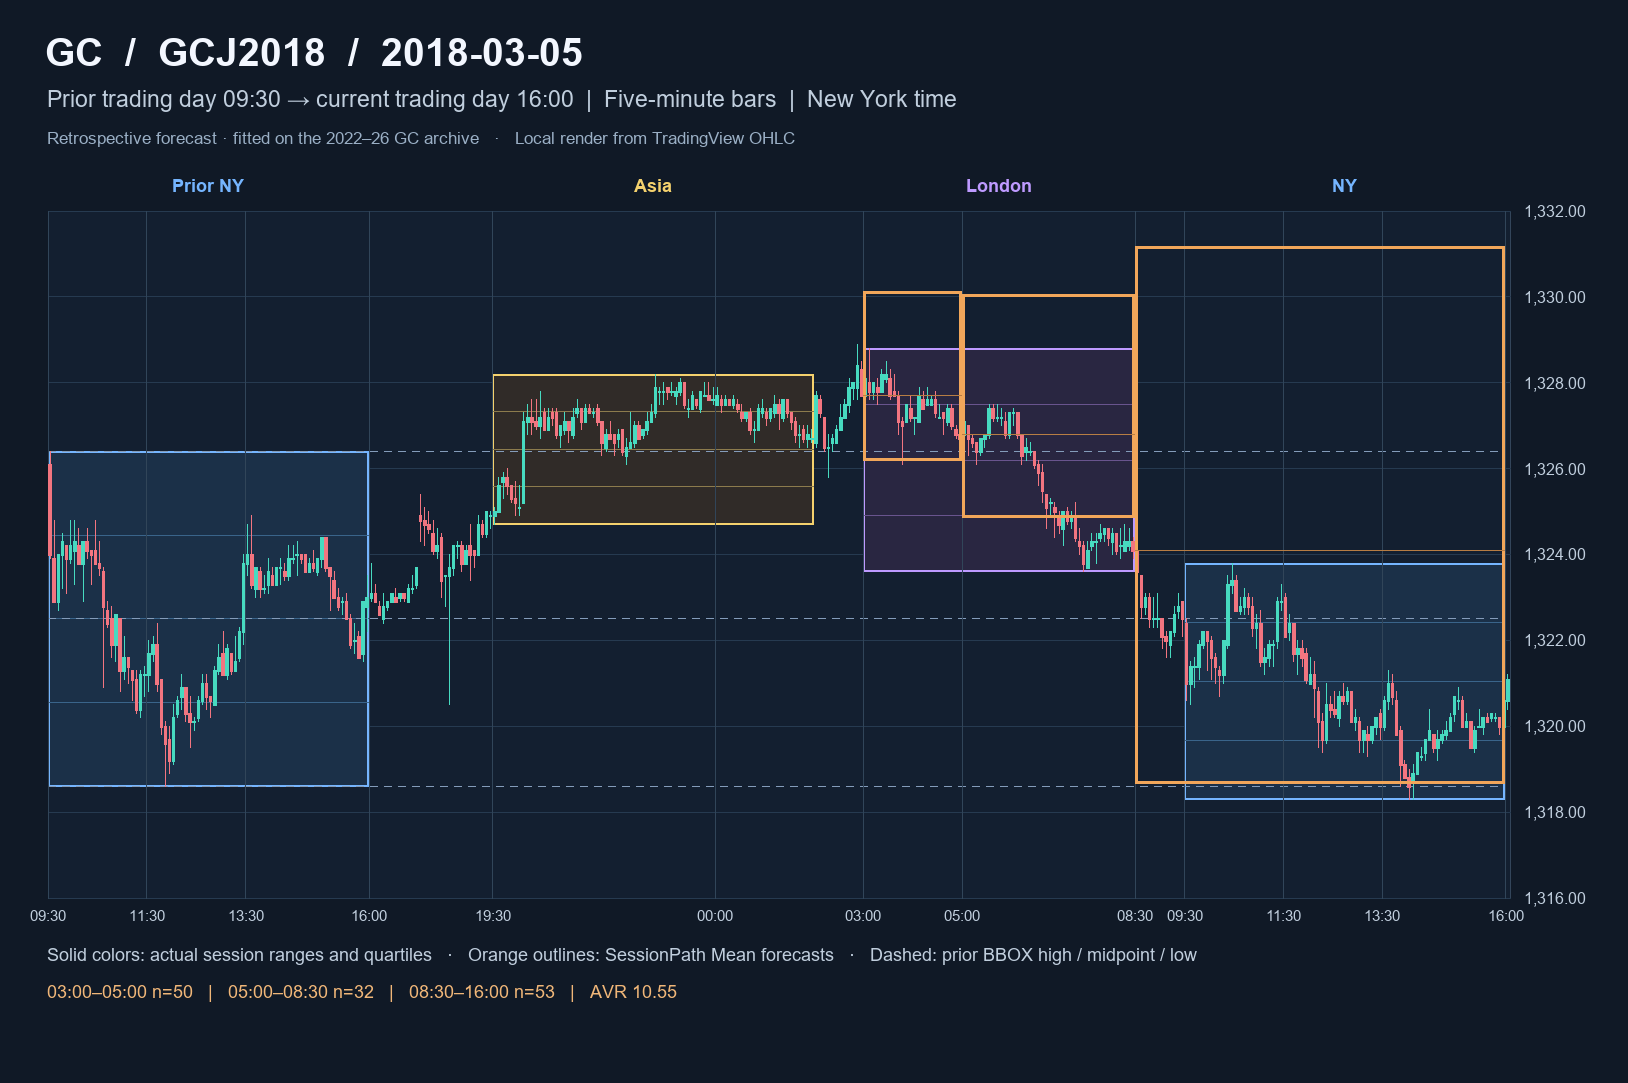 GC / GCJ2018 / 2018-03-05
Prior trading day 09:30 → current trading day 16:00 | Five-minute bars | New York time
Retrospective forecast · fitted on the 2022–26 GC archive · Local render from TradingView OHLC
Prior NY Asia London NY
1,332.00
1,330.00
1,328.00
1,326.00
1,324.00
1,322.00
1,320.00
1,318.00
1,316.00
09:30 11:30 13:30 16:00 19:30 00:00 03:00 05:00 08:30 09:30 11:30 13:30 16:00
Solid colors: actual session ranges and quartiles · Orange outlines: SessionPath Mean forecasts · Dashed: prior BBOX high / midpoint / low
03:00–05:00 n=50 | 05:00–08:30 n=32 | 08:30–16:00 n=53 | AVR 10.55